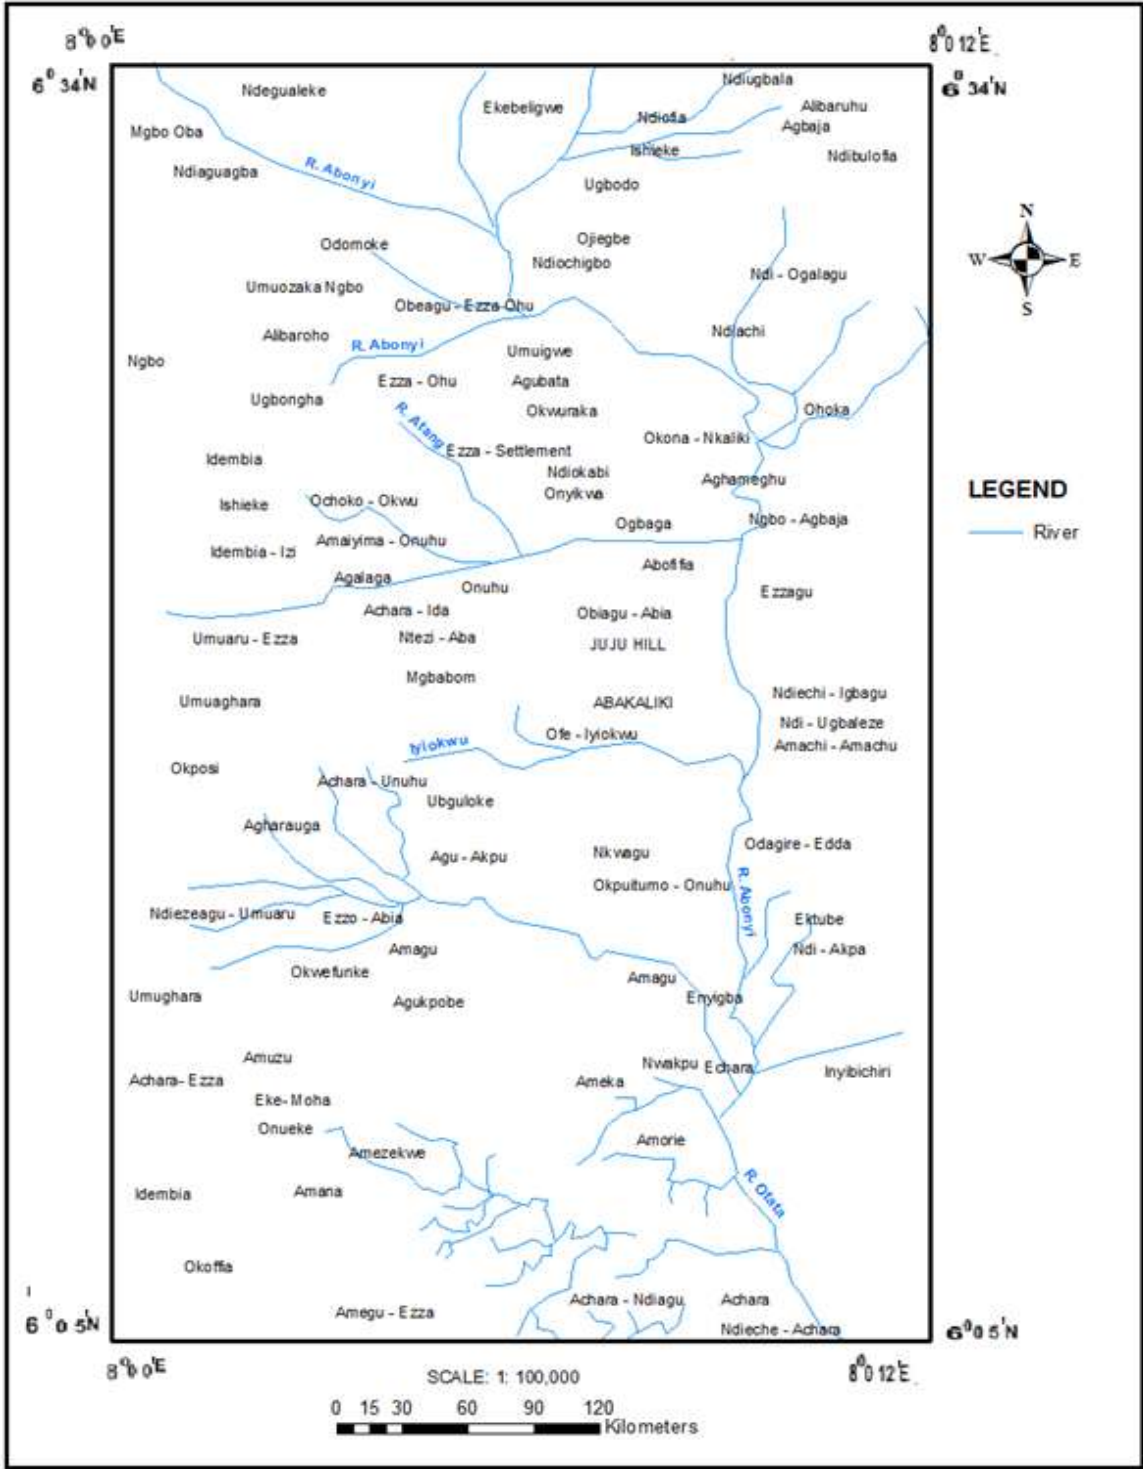 8°0'0"E
8°0'12"E
6°34'N
6°34'N
Ndiugbala
Ndegualeke
Ekebeligwe
Alibaruhu
Ndiofia
Agbaja
Mgbo Oba
Ishieke
Ndibulofia
Ndiaguagba
R. Abonyi
Ugbodo
N
Odomoke
Ojiegbe
W
E
Ndiochigbo
Ndi - Ogalagu
Umuozaka Ngbo
S
Obeagu - Ezza Ohu
Alibaroho
Ndiachi
R. Abonyi
Umuigwe
Ngbo
Ezza - Ohu
Agubata
Ugbongha
Okwuraka
Ohoka
R. Atang
Okona - Nkaliki
Ezza - Settlement
Idembia
Ndiokabi
Aghameghu
LEGEND
Onyikwa
Ishieke
Ochoko - Okwu
Ogbaga
Ngbo - Agbaja
River
Amaiyima - Onuhu
Idembia - Izi
Abofifia
Agalaga
Onuhu
Ezzagu
Achara - Ida
Obiagu - Abia
Umuaru - Ezza
Ntezi - Aba
JUJU HILL
Mgbabom
Ndiechi - Igbagu
Umuaghara
ABAKALIKI
Ndi - Ugbaleze
Ofe - Iyiokwu
Iyiokwu
Amachi - Amachu
Okposi
Achara - Unuhu
Ubguloke
Agharauga
Odagire - Edda
Agu - Akpu
Nkwagu
Okpuitumo - Onuhu
R. Abonyi
Ndiezeagu - Umuaru
Ezzo - Abia
Ektube
Amagu
Ndi - Akpa
Okwefunke
Amagu
Umughara
Agukpobe
Enyigba
Amuzu
Nwakpu
Echara
Inyibichiri
Achara- Ezza
Ameka
Eke- Moha
Onueke
Amorie
Amezekwe
Idembia
Amana
R. Ofata
Okoffia
Achara - Ndiagu
Achara
Amegu - Ezza
Ndieche - Achara
6°0 5'N
6°0 5'N
8°0'0"E
8°0 12'E
SCALE: 1: 100,000
0 15 30 60 90 120
Kilometers